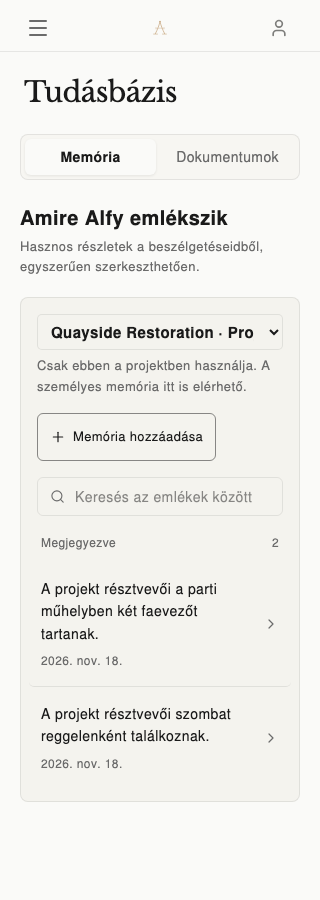 Tudásbázis
Memória
Dokumentumok
Amire Alfy emlékszik
Hasznos részletek a beszélgetéseidből,
egyszerűen szerkeszthetően.
Quayside Restoration · Pro
Csak ebben a projektben használja. A
személyes memória itt is elérhető.
Memória hozzáadása
Keresés az emlékek között
Megjegyezve 2
A projekt résztvevői a parti
műhelyben két faevezőt
tartanak.
2026. nov. 18.
A projekt résztvevői szombat
reggelenként találkoznak.
2026. nov. 18.